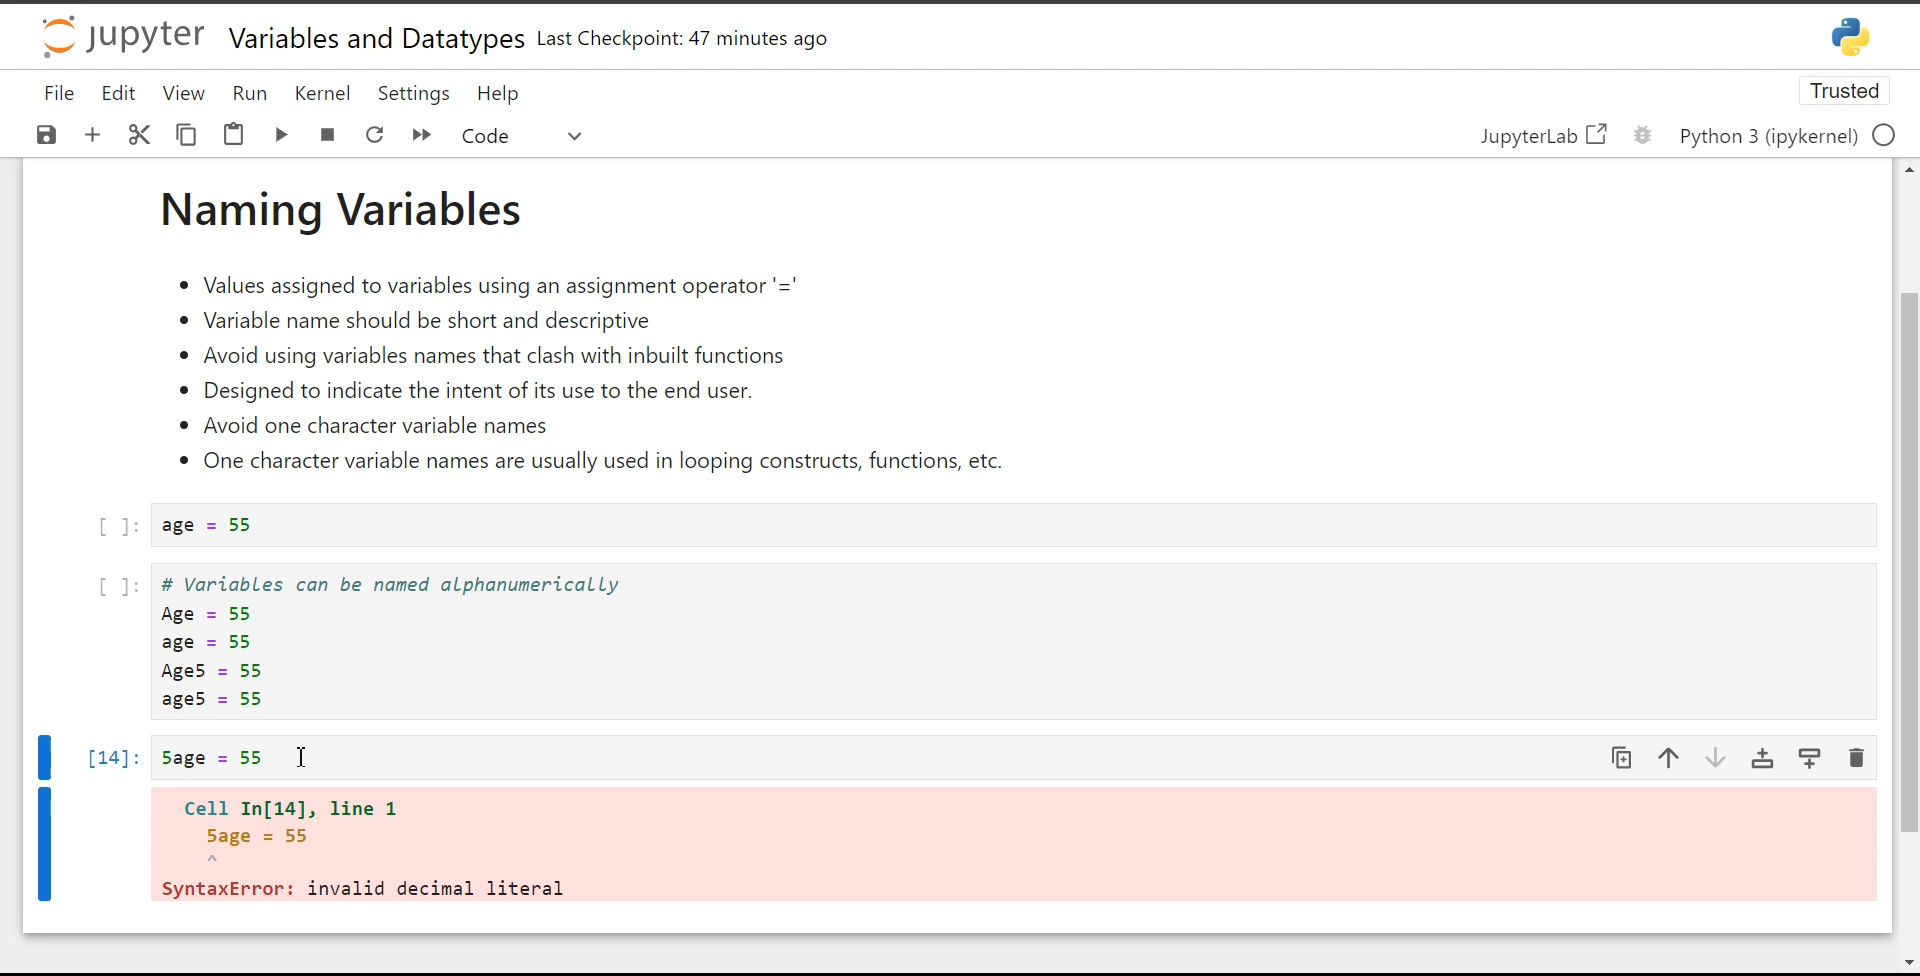 jupyter Variables and Datatypes Last Checkpoint: 47 minutes ago
File Edit View Run Kernel Settings Help Trusted
Code JupyterLab Python 3 (ipykernel)
Naming Variables
• Values assigned to variables using an assignment operator '='
• Variable name should be short and descriptive
• Avoid using variables names that clash with inbuilt functions
• Designed to indicate the intent of its use to the end user.
• Avoid one character variable names
• One character variable names are usually used in looping constructs, functions, etc.
[ ]: age = 55
[ ]: # Variables can be named alphanumerically
Age = 55
age = 55
Age5 = 55
age5 = 55
[14]: 5age = 55
Cell In[14], line 1
5age = 55
^
SyntaxError: invalid decimal literal